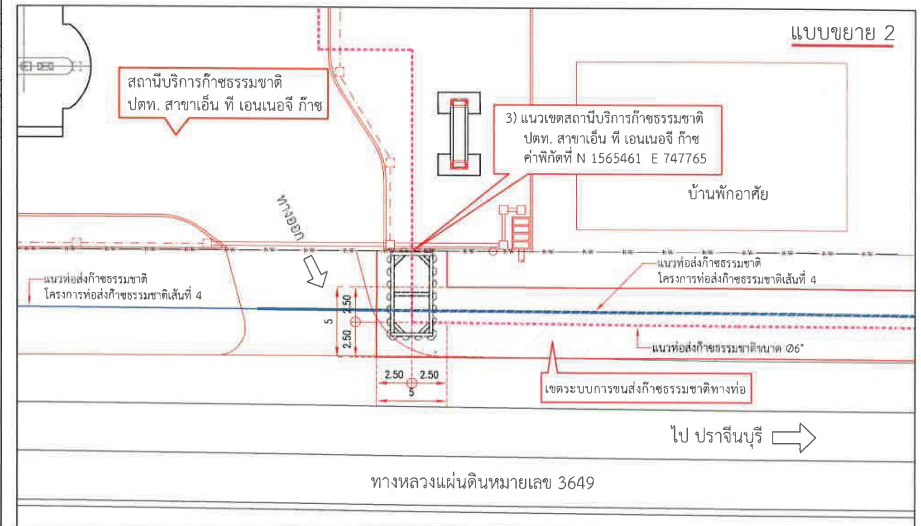 แบบขยาย 2
สถานีบริการก๊าซธรรมชาติ
ปตท. สาขาเอ็น ที เอนเนอจี ก๊าซ
3) แนวเขตสถานีบริการก๊าซธรรมชาติ
ปตท. สาขาเอ็น ที เอนเนอจี ก๊าซ
ค่าพิกัดที่ N 1565461 E 747765
บ้านพักอาศัย
ทางออก
แนวท่อส่งก๊าซธรรมชาติ
โครงการท่อส่งก๊าซธรรมชาติเส้นที่ 4
แนวท่อส่งก๊าซธรรมชาติ
โครงการท่อส่งก๊าซธรรมชาติเส้นที่ 4
2.50
5
2.50
แนวท่อส่งก๊าซธรรมชาติขนาด Ø6"
2.50 2.50
5
เขตระบบการขนส่งก๊าซธรรมชาติทางท่อ
ไป ปราจีนบุรี
ทางหลวงแผ่นดินหมายเลข 3649